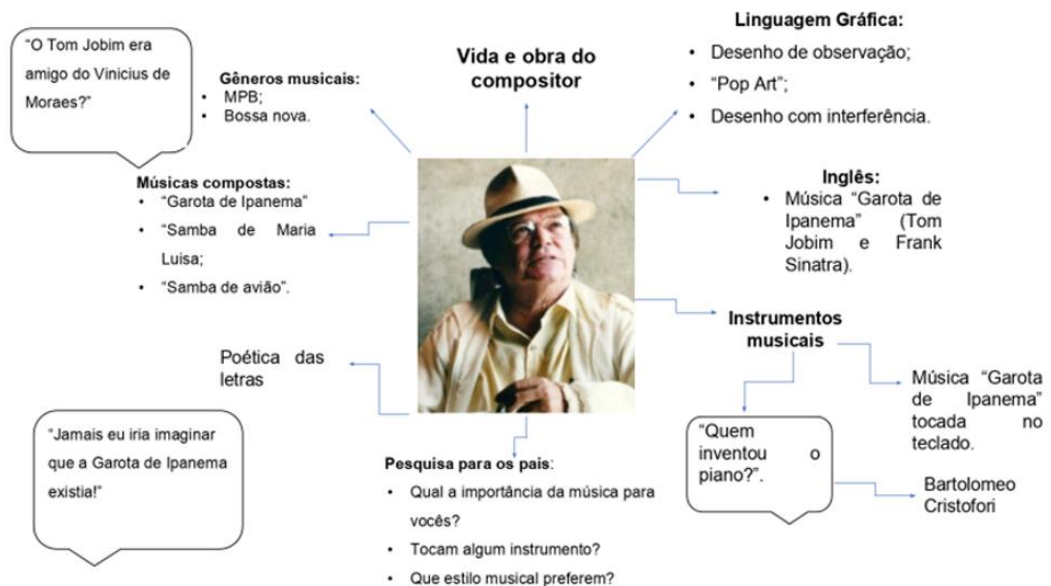 “O Tom Jobim era
amigo do Vinicius de
Moraes?”
Gêneros musicais:
• MPB;
• Bossa nova.
Vida e obra do
compositor
Linguagem Gráfica:
• Desenho de observação;
• “Pop Art”;
• Desenho com interferência.
Músicas compostas:
• “Garota de Ipanema”
• “Samba de Maria
Luisa;
• “Samba de avião”.
Inglês:
• Música “Garota de
Ipanema” (Tom
Jobim e Frank
Sinatra).
Poética das
letras
Instrumentos
musicais
Música “Garota
de Ipanema”
tocada no
teclado.
“Quem
inventou o
piano?”.
Bartolomeo
Cristofori
“Jamais eu iria imaginar
que a Garota de Ipanema
existia!”
Pesquisa para os pais:
• Qual a importância da música para
vocês?
• Tocam algum instrumento?
• Que estilo musical preferem?